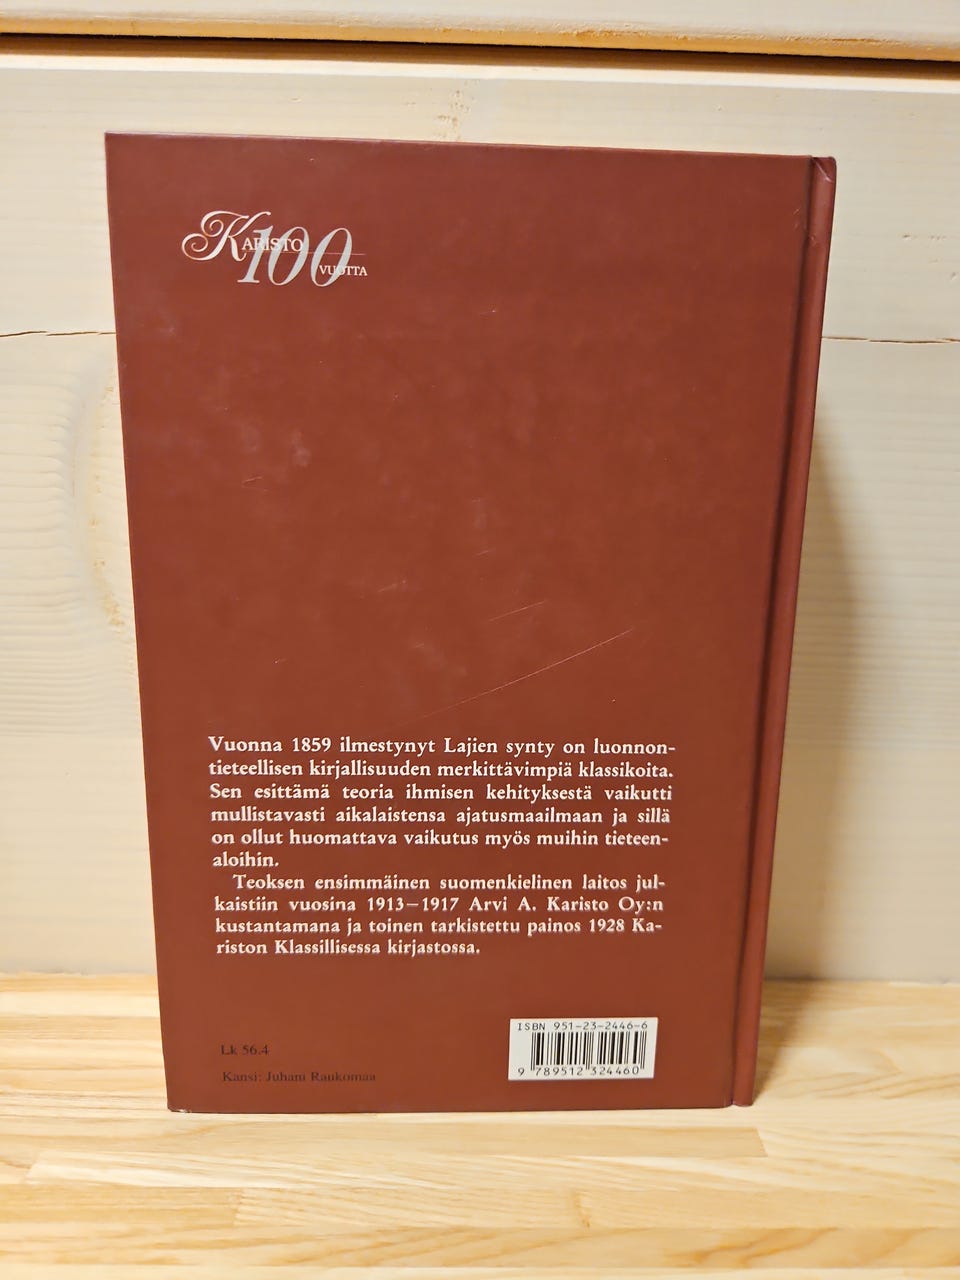 KARISTO
100
VUOTTA
Vuonna 1859 ilmestynyt Lajien synty on luonnon-
tieteellisen kirjallisuuden merkittävimpiä klassikoita.
Sen esittämä teoria ihmisen kehityksestä vaikutti
mullistavasti aikalaistensa ajatusmaailmaan ja sillä
on ollut huomattava vaikutus myös muihin tieteen-
aloihin.
Teoksen ensimmäinen suomenkielinen laitos jul-
kaistiin vuosina 1913–1917 Arvi A. Karisto Oy:n
kustantamana ja toinen tarkistettu painos 1928 Ka-
riston Klassillisessa kirjastossa.
Lk 56.4
Kansi: Juhani Raukomaa
ISBN 951-23-2446-6
9 789512 324460